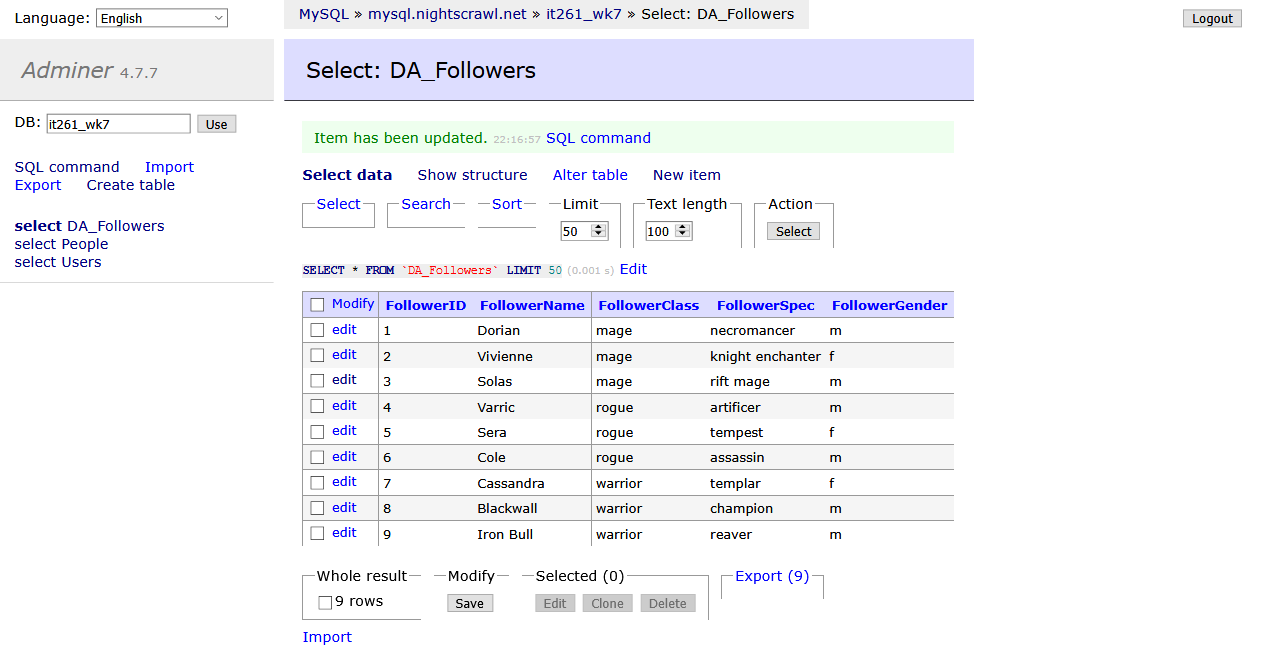 Language: English
MySQL » mysql.nightscrawl.net » it261_wk7 » Select: DA_Followers
Logout
Adminer 4.7.7
Select: DA_Followers
DB: it261_wk7 Use
Item has been updated. 22:16:57 SQL command
SQL command Import
Export Create table
Select data Show structure Alter table New item
select DA_Followers
select People
select Users
Select Search Sort Limit Text length Action
50 100 Select
SELECT * FROM `DA_Followers` LIMIT 50 (0.001 s) Edit
Modify FollowerID FollowerName FollowerClass FollowerSpec FollowerGender
edit 1 Dorian mage necromancer m
edit 2 Vivienne mage knight enchanter f
edit 3 Solas mage rift mage m
edit 4 Varric rogue artificer m
edit 5 Sera rogue tempest f
edit 6 Cole rogue assassin m
edit 7 Cassandra warrior templar f
edit 8 Blackwall warrior champion m
edit 9 Iron Bull warrior reaver m
Whole result Modify Selected (0) Export (9)
9 rows Save Edit Clone Delete
Import